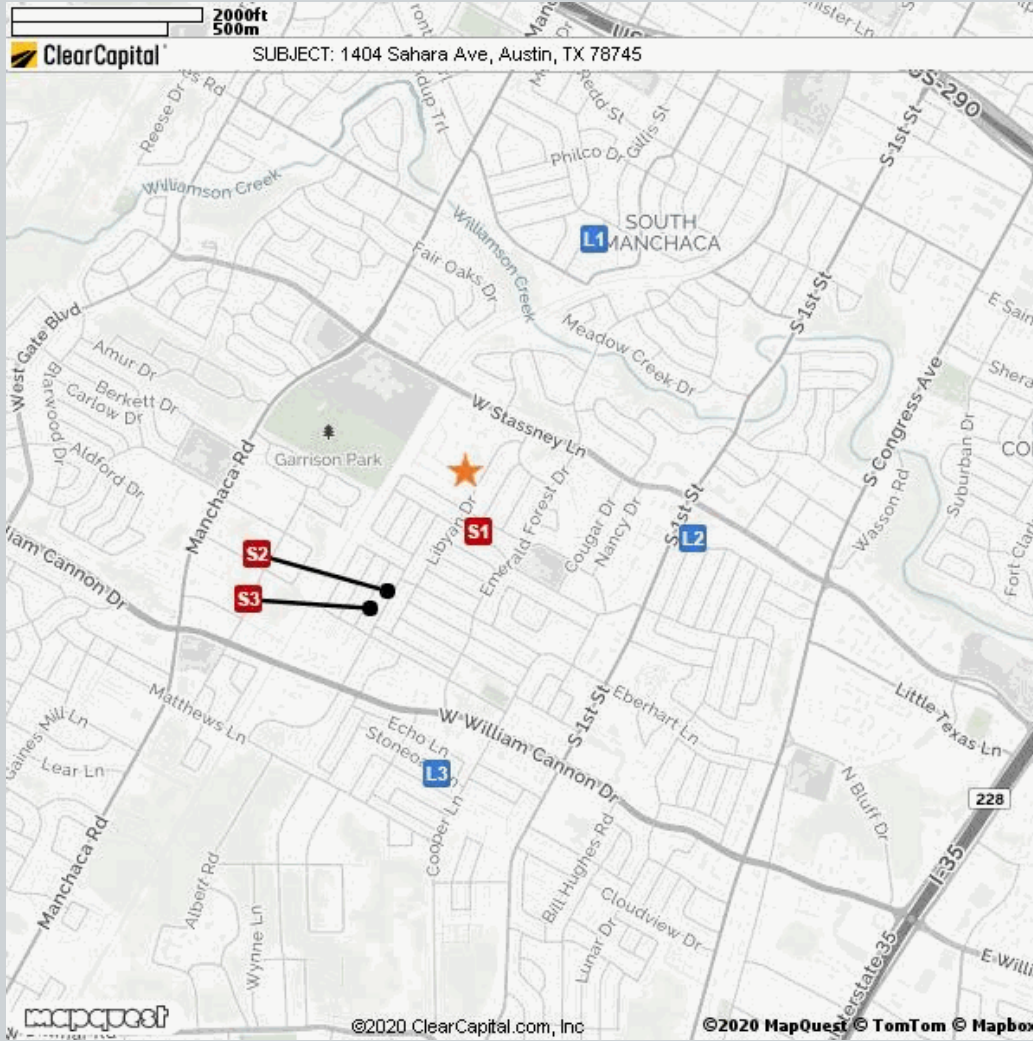 2000ft
500m
ClearCapital
SUBJECT: 1404 Sahara Ave, Austin, TX 78745
US-290
S 1st St
Reese Dr
Redd St
Gillis St
Philco Dr
Williamson Creek
Williamson Creek
SOUTH
MANCHACA
L1
Fair Oaks Dr
S 1st St
Meadow Creek Dr
West Gate Blvd
Amur Dr
Berkett Dr
Carlow Dr
Blarwood Dr
Aldford Dr
Manchaca Rd
Garrison Park
W Stassney Ln
S Congress Ave
Suburban Dr
Wasson Rd
Libyan Dr
S1
Emerald Forest Dr
Cougar Dr
Nancy Dr
S 1st St
L2
S2
S3
Matthews Ln
Gaines Mill Ln
Lear Ln
Echo Ln
L3
W William Cannon Dr
S 1st St
Eberhart Ln
Little Texas Ln
N Bluff Dr
228
I-35
Manchaca Rd
Albert Rd
Wynne Ln
Cooper Ln
Bill Hughes Rd
Cloudview Dr
Lunar Dr
mapquest
©2020 ClearCapital.com, Inc
©2020 MapQuest © TomTom © Mapbox